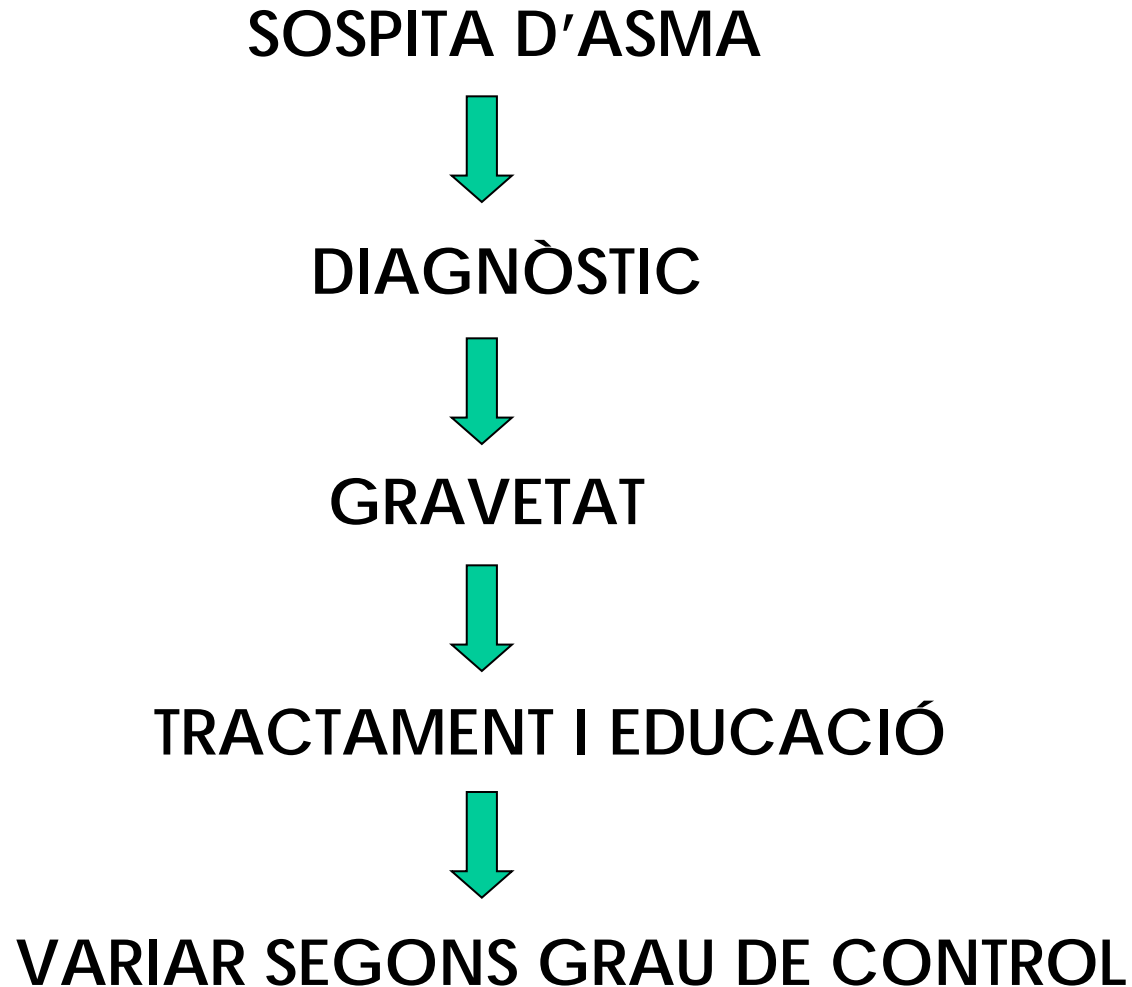 SOSPITA D’ASMA
DIAGNÒSTIC
GRAVETAT
TRACTAMENT I EDUCACIÓ
VARIAR SEGONS GRAU DE CONTROL